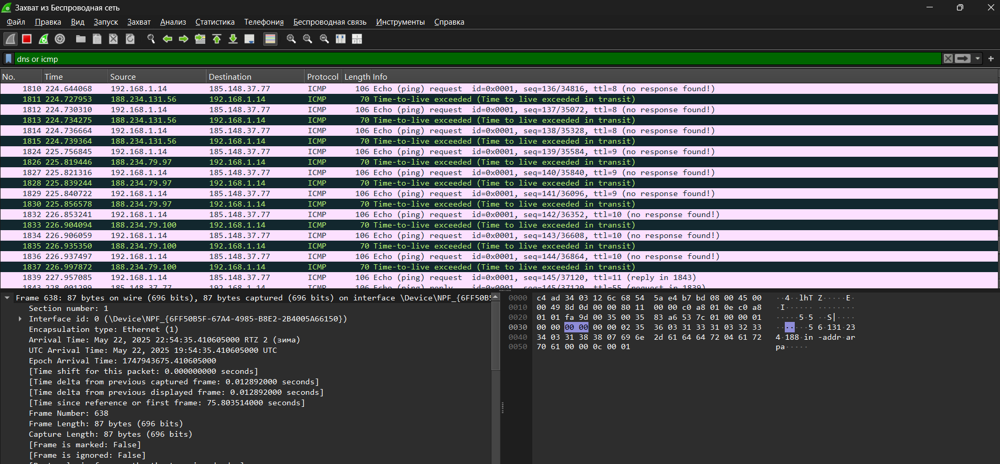 Захват из Беспроводная сеть
Файл Правка Вид Запуск Захват Анализ Статистика Телефония Беспроводная связь Инструменты Справка
dns or icmp
No. Time Source Destination Protocol Length Info
1810 224.644068 192.168.1.14 185.148.37.77 ICMP 106 Echo (ping) request id=0x0001, seq=136/34816, ttl=8 (no response found!)
1811 224.727953 188.234.131.56 192.168.1.14 ICMP 70 Time-to-live exceeded (Time to live exceeded in transit)
1812 224.730310 192.168.1.14 185.148.37.77 ICMP 106 Echo (ping) request id=0x0001, seq=137/35072, ttl=8 (no response found!)
1813 224.734275 188.234.131.56 192.168.1.14 ICMP 70 Time-to-live exceeded (Time to live exceeded in transit)
1814 224.736664 192.168.1.14 185.148.37.77 ICMP 106 Echo (ping) request id=0x0001, seq=138/35328, ttl=8 (no response found!)
1815 224.739364 188.234.131.56 192.168.1.14 ICMP 70 Time-to-live exceeded (Time to live exceeded in transit)
1824 225.756845 192.168.1.14 185.148.37.77 ICMP 106 Echo (ping) request id=0x0001, seq=139/35584, ttl=9 (no response found!)
1826 225.819446 188.234.79.97 192.168.1.14 ICMP 70 Time-to-live exceeded (Time to live exceeded in transit)
1827 225.821316 192.168.1.14 185.148.37.77 ICMP 106 Echo (ping) request id=0x0001, seq=140/35840, ttl=9 (no response found!)
1828 225.839244 188.234.79.97 192.168.1.14 ICMP 70 Time-to-live exceeded (Time to live exceeded in transit)
1829 225.840722 192.168.1.14 185.148.37.77 ICMP 106 Echo (ping) request id=0x0001, seq=141/36096, ttl=9 (no response found!)
1830 225.856578 188.234.79.97 192.168.1.14 ICMP 70 Time-to-live exceeded (Time to live exceeded in transit)
1832 226.853241 192.168.1.14 185.148.37.77 ICMP 106 Echo (ping) request id=0x0001, seq=142/36352, ttl=10 (no response found!)
1833 226.904094 188.234.79.100 192.168.1.14 ICMP 70 Time-to-live exceeded (Time to live exceeded in transit)
1834 226.906059 192.168.1.14 185.148.37.77 ICMP 106 Echo (ping) request id=0x0001, seq=143/36608, ttl=10 (no response found!)
1835 226.935350 188.234.79.100 192.168.1.14 ICMP 70 Time-to-live exceeded (Time to live exceeded in transit)
1836 226.937497 192.168.1.14 185.148.37.77 ICMP 106 Echo (ping) request id=0x0001, seq=144/36864, ttl=10 (no response found!)
1837 226.997872 188.234.79.100 192.168.1.14 ICMP 70 Time-to-live exceeded (Time to live exceeded in transit)
1839 227.957085 192.168.1.14 185.148.37.77 ICMP 106 Echo (ping) request id=0x0001, seq=145/37120, ttl=11 (reply in 1843)
1843 228.001299 185.148.37.77 192.168.1.14 ICMP 106 Echo (ping) reply id=0x0001, seq=145/37120, ttl=55 (request in 1839)
Frame 638: 87 bytes on wire (696 bits), 87 bytes captured (696 bits) on interface \Device\NPF_{6FF50B5
Section number: 1
Interface id: 0 (\Device\NPF_{6FF50B5F-67A4-4985-B8E2-2B4005A66150})
Encapsulation type: Ethernet (1)
Arrival Time: May 22, 2025 22:54:35.410605000 RTZ 2 (зима)
UTC Arrival Time: May 22, 2025 19:54:35.410605000 UTC
Epoch Arrival Time: 1747943675.410605000
[Time shift for this packet: 0.000000000 seconds]
[Time delta from previous captured frame: 0.012892000 seconds]
[Time delta from previous displayed frame: 0.012892000 seconds]
[Time since reference or first frame: 75.803514000 seconds]
Frame Number: 638
Frame Length: 87 bytes (696 bits)
Capture Length: 87 bytes (696 bits)
[Frame is marked: False]
[Frame is ignored: False]
0000 c4 ad 34 03 12 6c 68 54 5a e4 b7 bd 08 00 45 00 ··4··lhT Z·····E·
0010 00 49 8d 0d 00 00 80 11 00 00 c0 a8 01 0e c0 a8 ·I······ ········
0020 01 01 fa 9d 00 35 00 35 83 a6 53 7c 01 00 00 01 ·····5·5 ··S|····
0030 00 00 00 00 00 00 02 35 36 03 31 33 31 03 32 33 ·······5 6·131·23
0040 34 03 31 38 38 07 69 6e 2d 61 64 64 72 04 61 72 4·188·in -addr·ar
0050 70 61 00 00 0c 00 01 pa·····